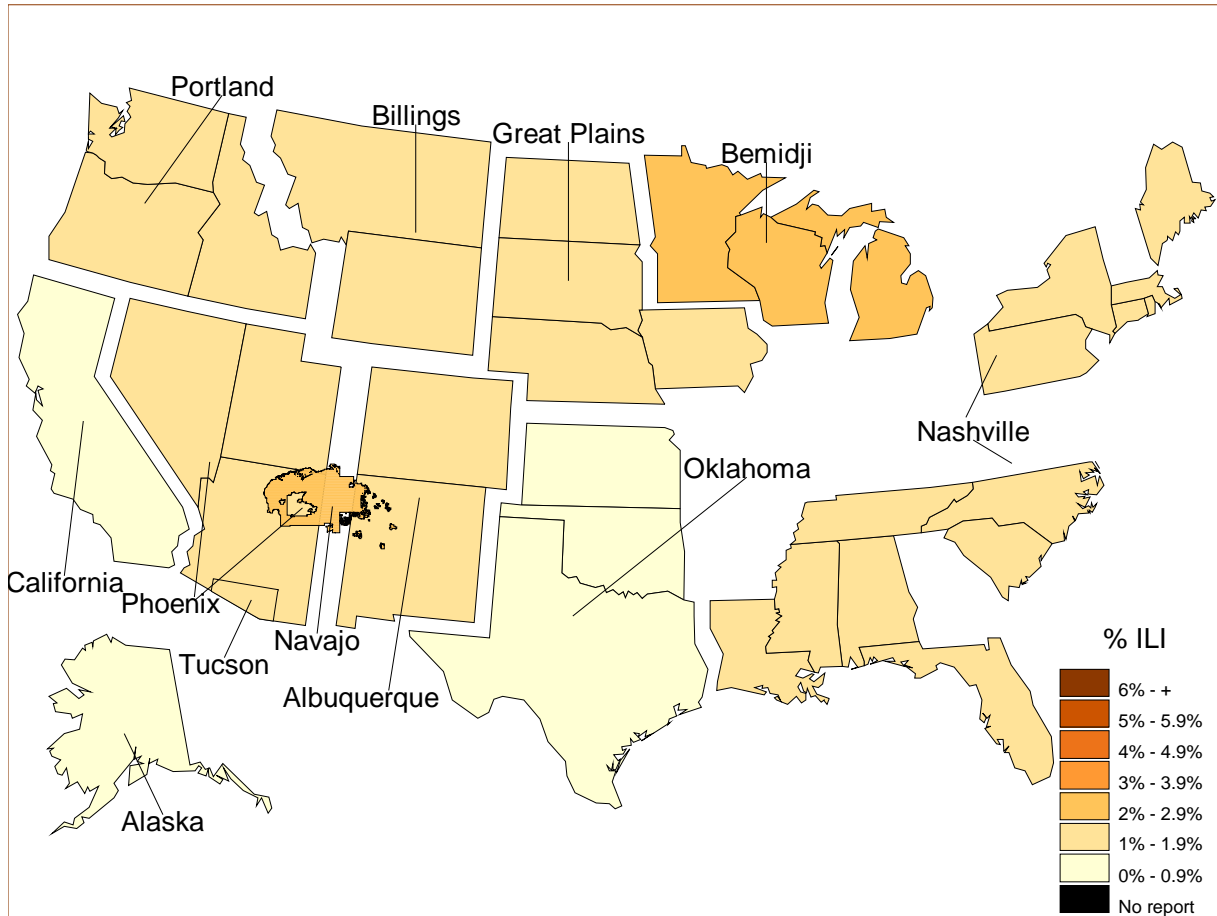 Portland
Billings
Great Plains
Bemidji
Nashville
Oklahoma
California
Phoenix
Navajo
Tucson
Albuquerque
Alaska
% ILI
6% - +
5% - 5.9%
4% - 4.9%
3% - 3.9%
2% - 2.9%
1% - 1.9%
0% - 0.9%
No report